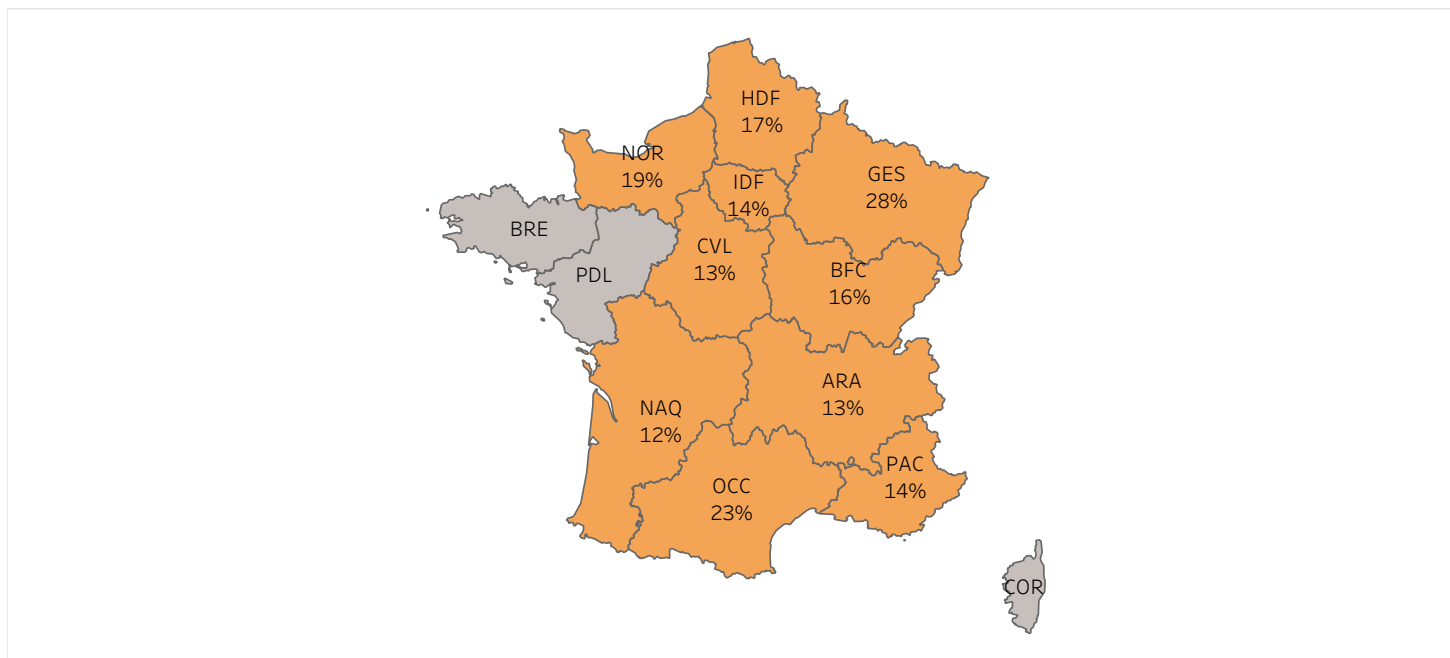 HDF
17%
NOR
19%
IDF
14%
GES
28%
BRE
CVL
13%
BFC
16%
PDL
ARA
13%
NAQ
12%
PAC
14%
OCC
23%
COR